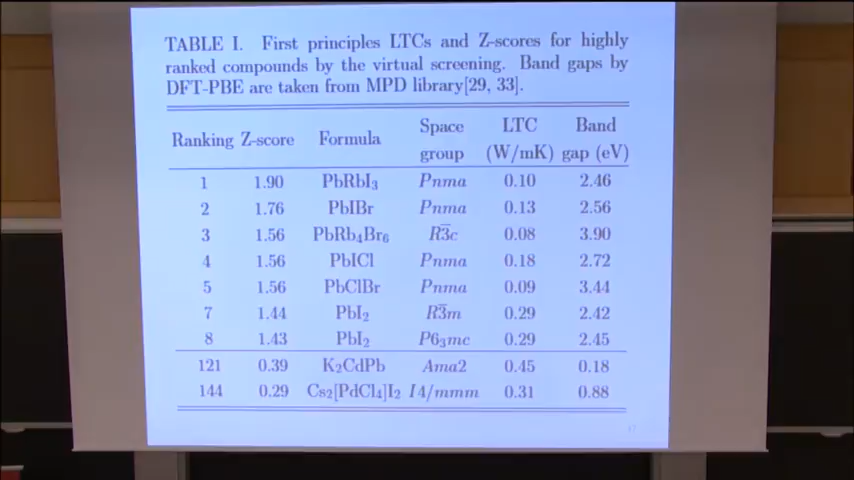 TABLE I. First principles LTCs and Z-scores for highly
ranked compounds by the virtual screening. Band gaps by
DFT-PBE are taken from MPD library[29, 33].
Ranking Z-score Formula Space group LTC (W/mK) Band gap (eV)
1 1.90 PbRbI₃ Pnma 0.10 2.46
2 1.76 PbIBr Pnma 0.13 2.56
3 1.56 PbRb₄Br₆ R3̅c 0.08 3.90
4 1.56 PbICl Pnma 0.18 2.72
5 1.56 PbClBr Pnma 0.09 3.44
7 1.44 PbI₂ R3̅m 0.29 2.42
8 1.43 PbI₂ P6₃mc 0.29 2.45
121 0.39 K₂CdPb Ama2 0.45 0.18
144 0.29 Cs₂[PdCl₄]I₂ I4/mmm 0.31 0.88